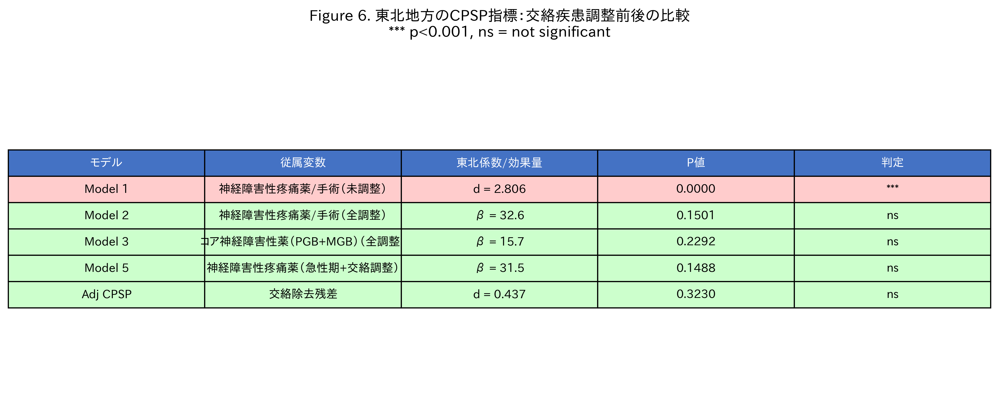 Figure 6. 東北地方のCPSP指標：交絡疾患調整前後の比較
*** p<0.001, ns = not significant
モデル 従属変数 東北係数/効果量 P値 判定
Model 1 神経障害性疼痛薬/手術（未調整） d = 2.806 0.0000 ***
Model 2 神経障害性疼痛薬/手術（全調整） β = 32.6 0.1501 ns
Model 3 コア神経障害性薬（PGB+MGB）（全調整 β = 15.7 0.2292 ns
Model 5 神経障害性疼痛薬（急性期+交絡調整） β = 31.5 0.1488 ns
Adj CPSP 交絡除去残差 d = 0.437 0.3230 ns